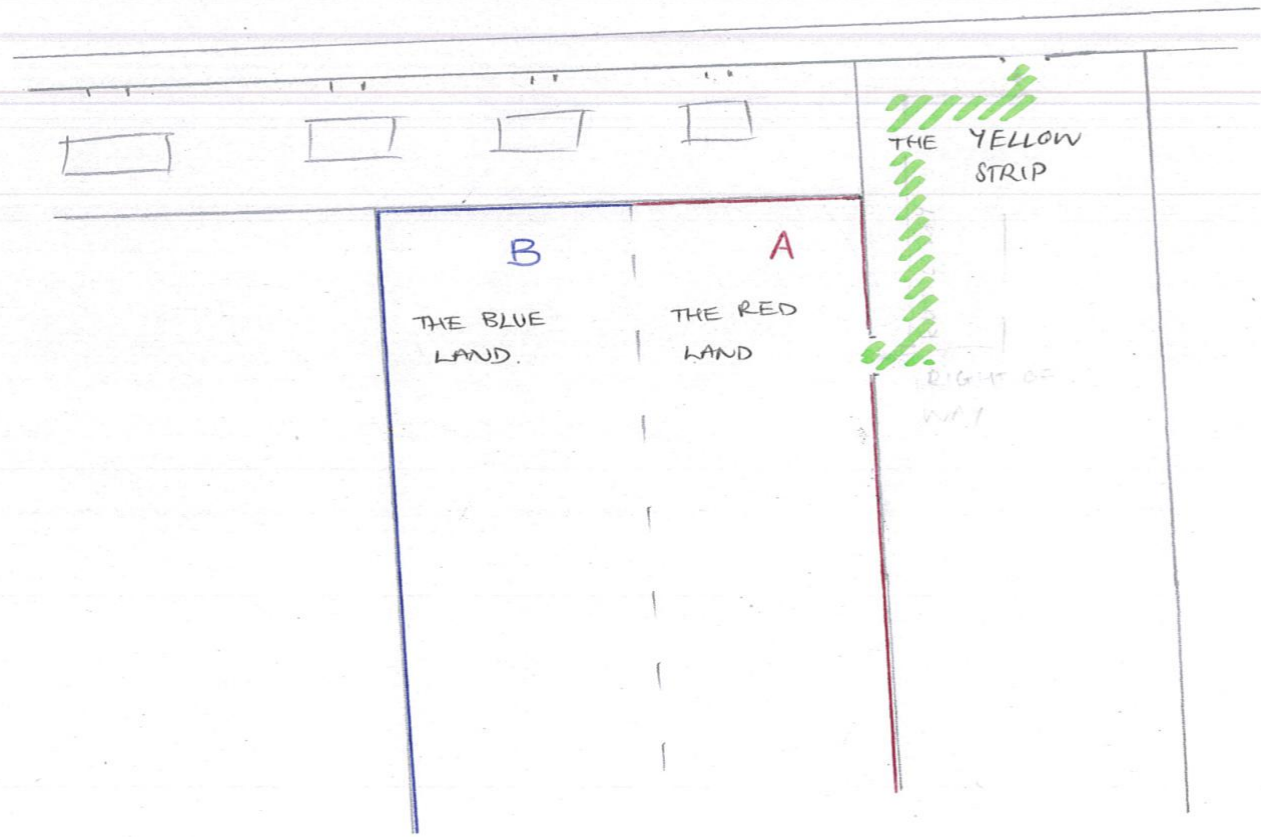 THE YELLOW
STRIP
B
A
THE BLUE
LAND.
THE RED
LAND
RIGHT OF
WAY